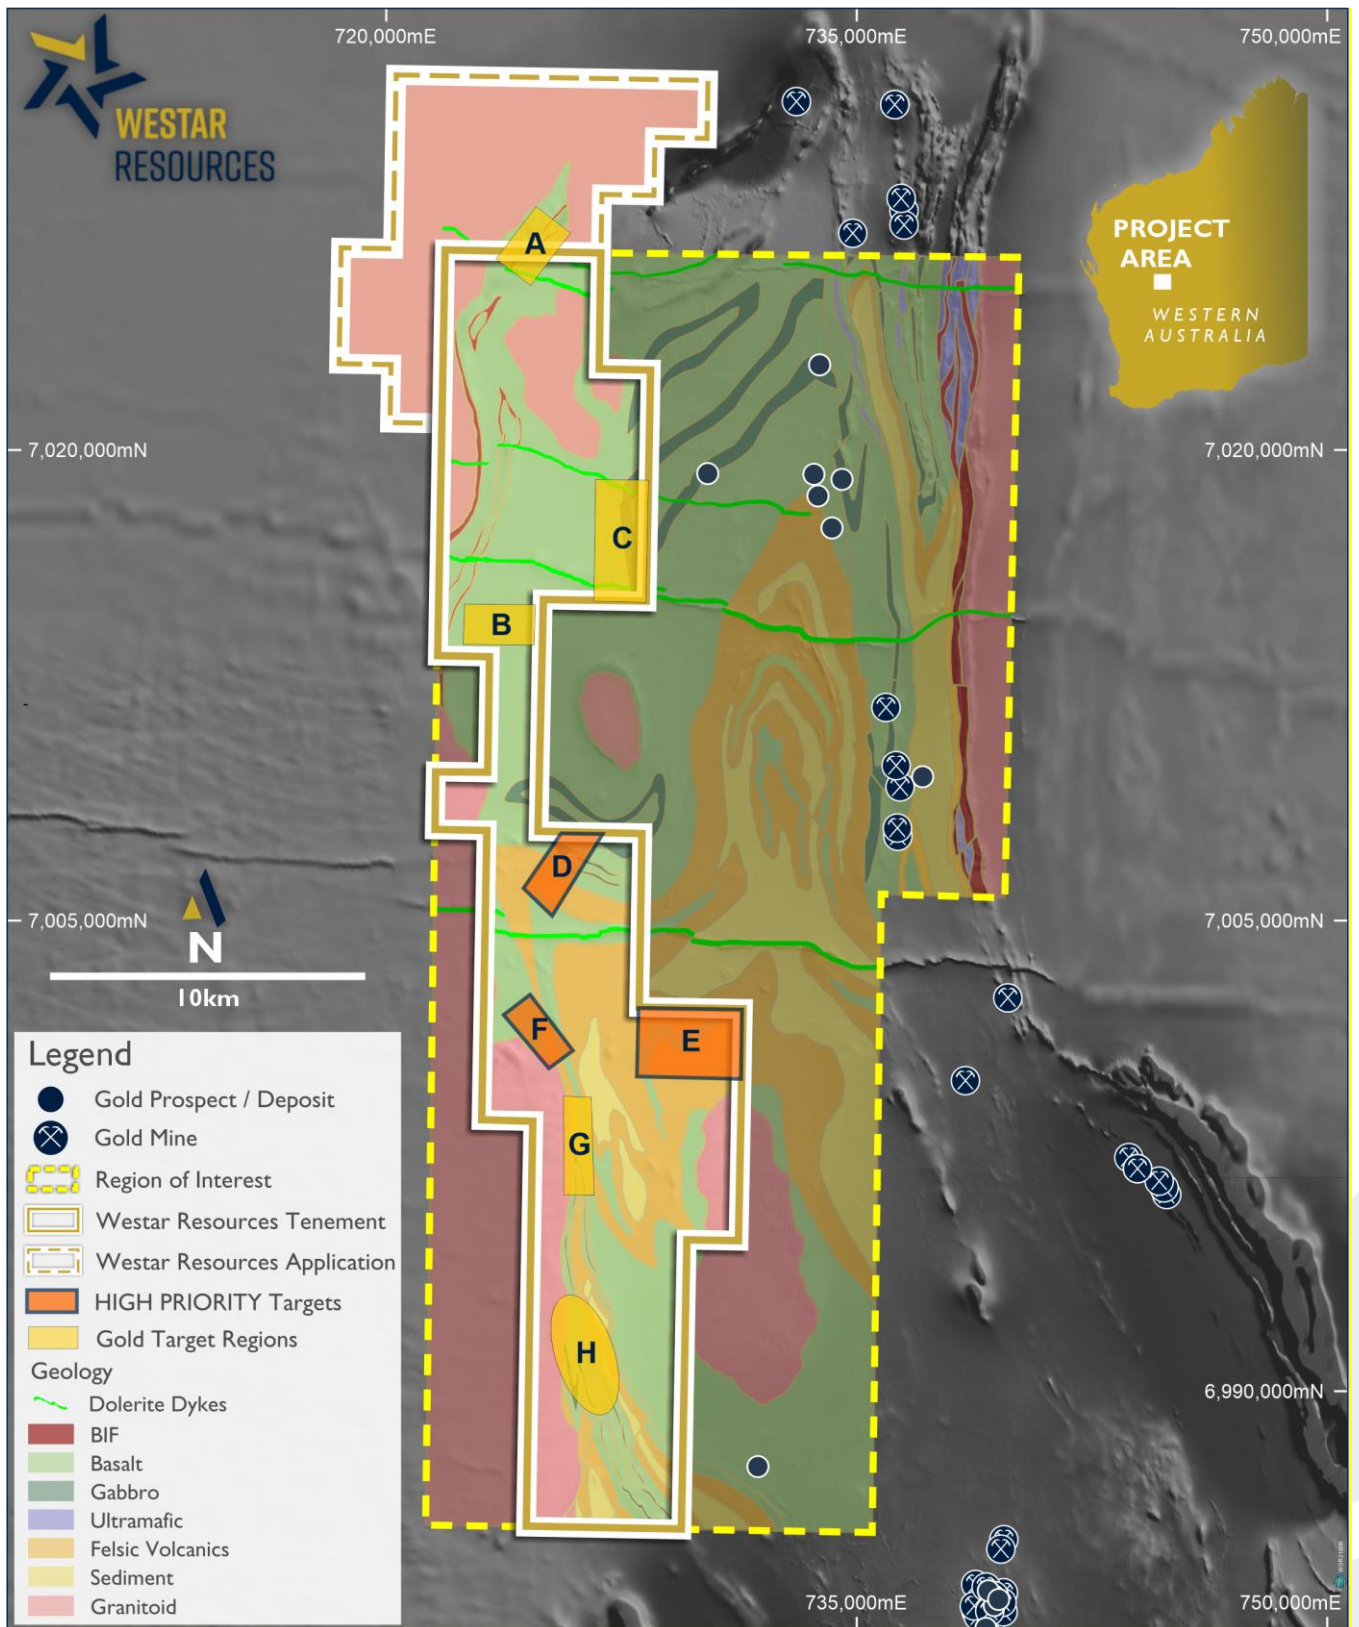 720,000mE
735,000mE
750,000mE
WESTAR
RESOURCES
PROJECT
AREA
WESTERN
AUSTRALIA
A
7,020,000mN
7,020,000mN
C
B
D
7,005,000mN
7,005,000mN
N
10km
F
E
G
H
Legend
Gold Prospect / Deposit
Gold Mine
Region of Interest
Westar Resources Tenement
Westar Resources Application
HIGH PRIORITY Targets
Gold Target Regions
Geology
Dolerite Dykes
BIF
Basalt
Gabbro
Ultramafic
Felsic Volcanics
Sediment
Granitoid
6,990,000mN
735,000mE
750,000mE